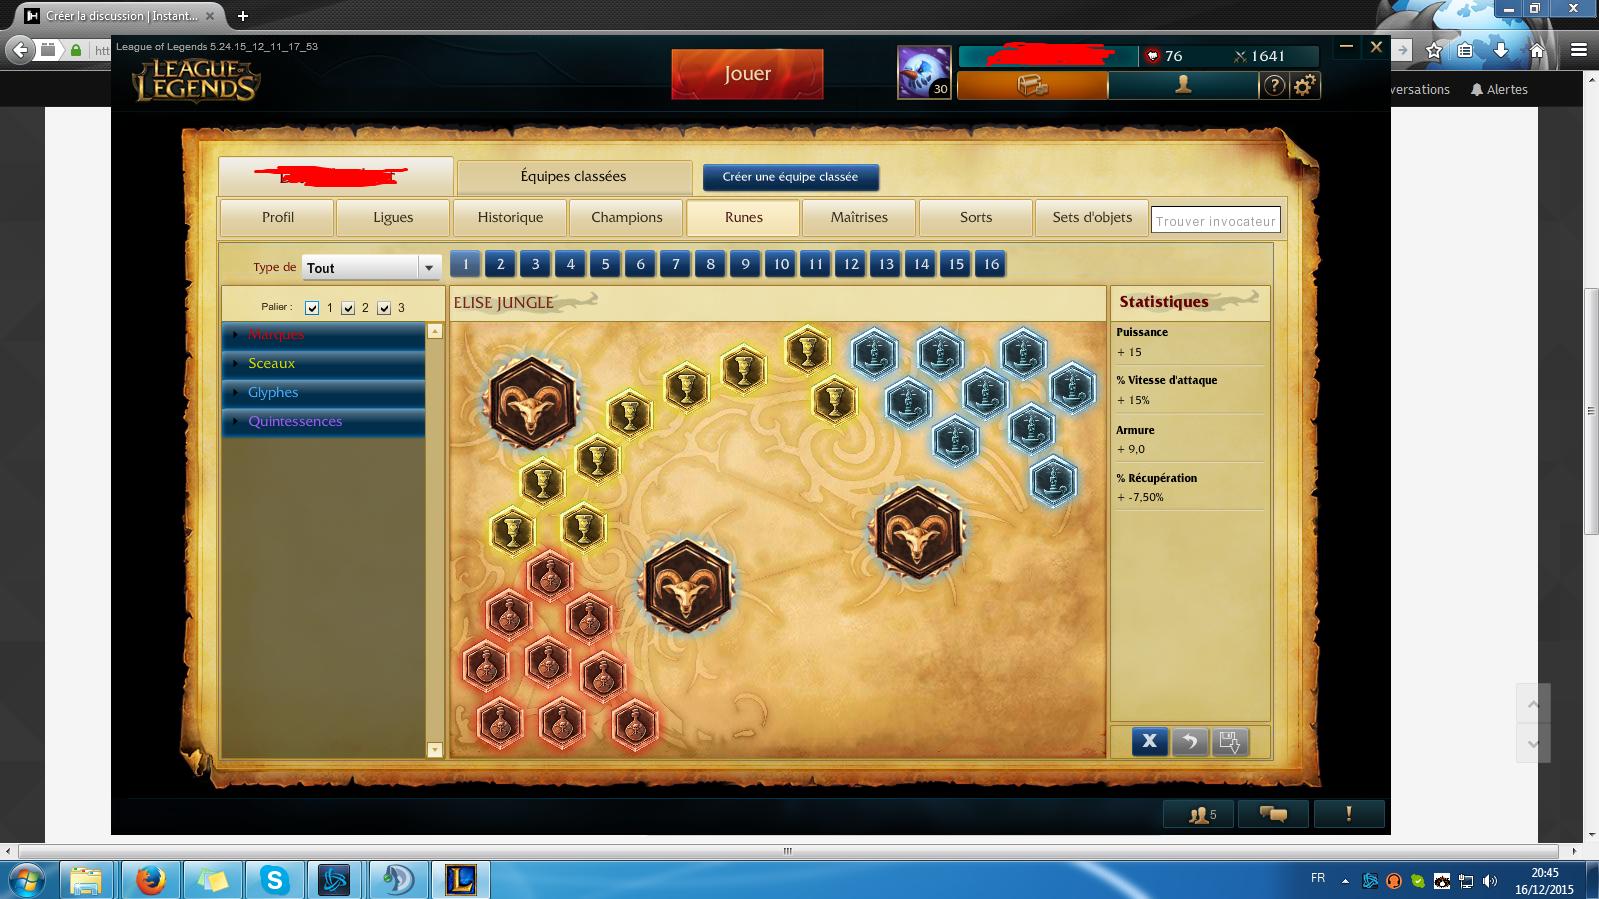 Créer la discussion | Instant...
htt
versations
Alertes
League of Legends 5.24.15_12_11_17_53
LEAGUE OF LEGENDS
Jouer
30
76
1641
?
Équipes classées
Créer une équipe classée
Profil
Ligues
Historique
Champions
Runes
Maîtrises
Sorts
Sets d'objets
Trouver invocateur
Type de
Tout
1 2 3 4 5 6 7 8 9 10 11 12 13 14 15 16
Palier :
1 2 3
Marques
Sceaux
Glyphes
Quintessences
ELISE JUNGLE
Statistiques
Puissance
+ 15
% Vitesse d'attaque
+ 15%
Armure
+ 9,0
% Récupération
+ -7,50%
X
5
!
FR
20:45
16/12/2015